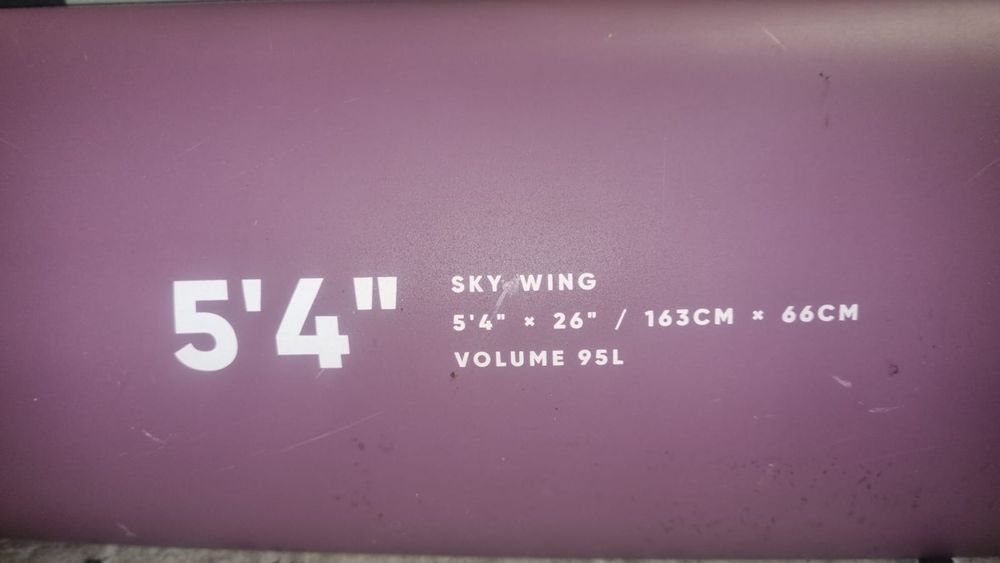 5'4"
SKY WING
5'4" × 26" / 163CM × 66CM
VOLUME 95L